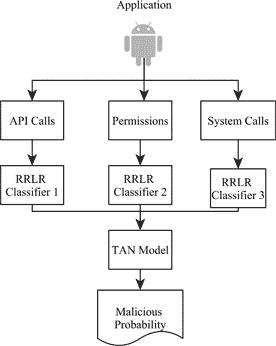 Application
API Calls
Permissions
System Calls
RRLR
Classifier 1
RRLR
Classifier 2
RRLR
Classifier 3
TAN Model
Malicious
Probability